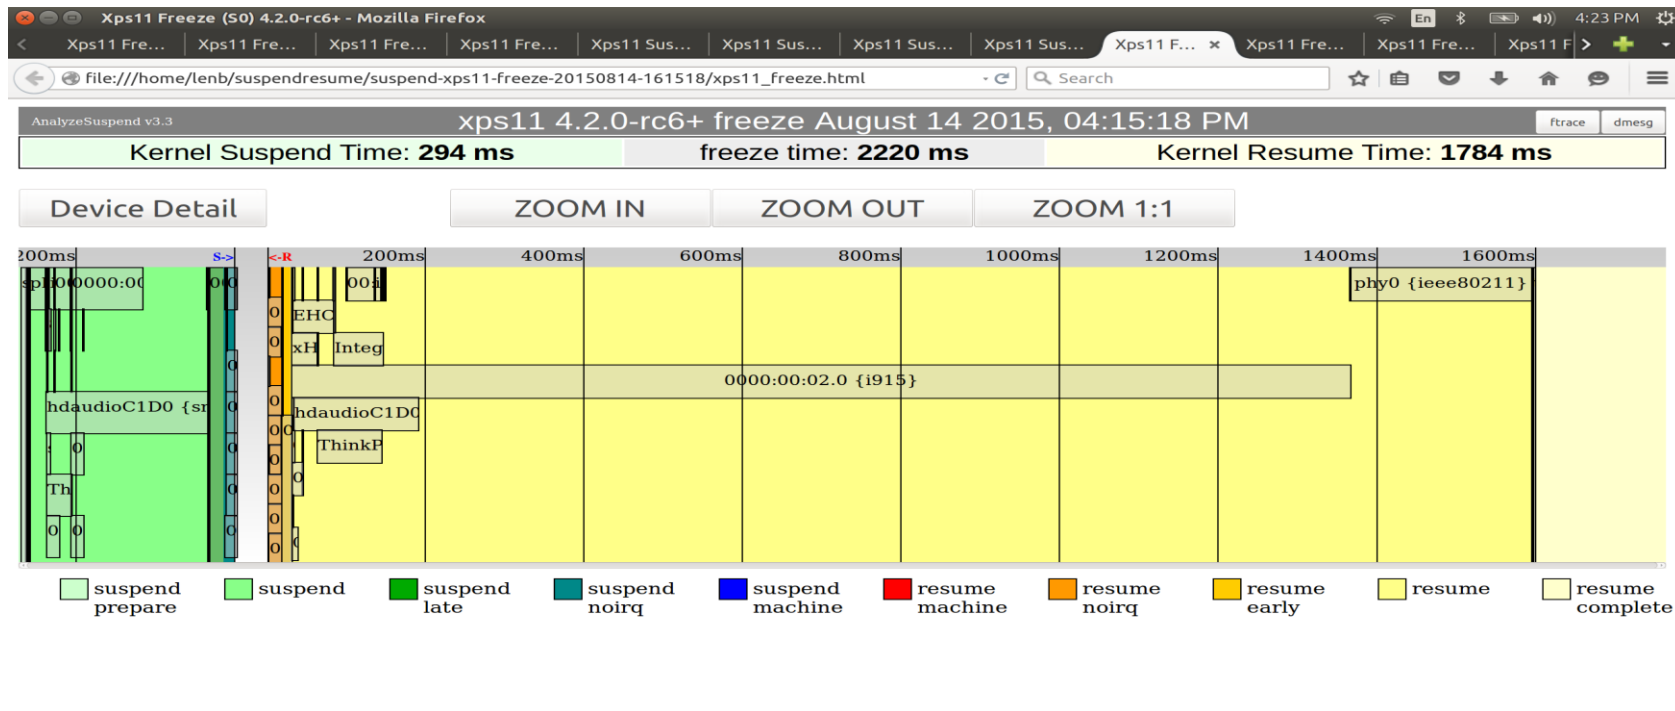 Xps11 Freeze (S0) 4.2.0-rc6+ - Mozilla Firefox
En
4:23 PM
Xps11 Fre... Xps11 Fre... Xps11 Fre... Xps11 Fre... Xps11 Sus... Xps11 Sus... Xps11 Sus... Xps11 Sus... Xps11 F... × Xps11 Fre... Xps11 Fre... Xps11 F
file:///home/lenb/suspendresume/suspend-xps11-freeze-20150814-161518/xps11_freeze.html
Search
AnalyzeSuspend v3.3
xps11 4.2.0-rc6+ freeze August 14 2015, 04:15:18 PM
ftrace dmesg
Kernel Suspend Time: 294 ms freeze time: 2220 ms Kernel Resume Time: 1784 ms
Device Detail ZOOM IN ZOOM OUT ZOOM 1:1
200ms S-> <-R 200ms 400ms 600ms 800ms 1000ms 1200ms 1400ms 1600ms
0000:00
phy0 {ieee80211}
EHC
xH Integ
0000:00:02.0 {i915}
hdaudioC1D0 {sn
hdaudioC1D0
ThinkP
Th
suspend prepare
suspend
suspend late
suspend noirq
suspend machine
resume machine
resume noirq
resume early
resume
resume complete